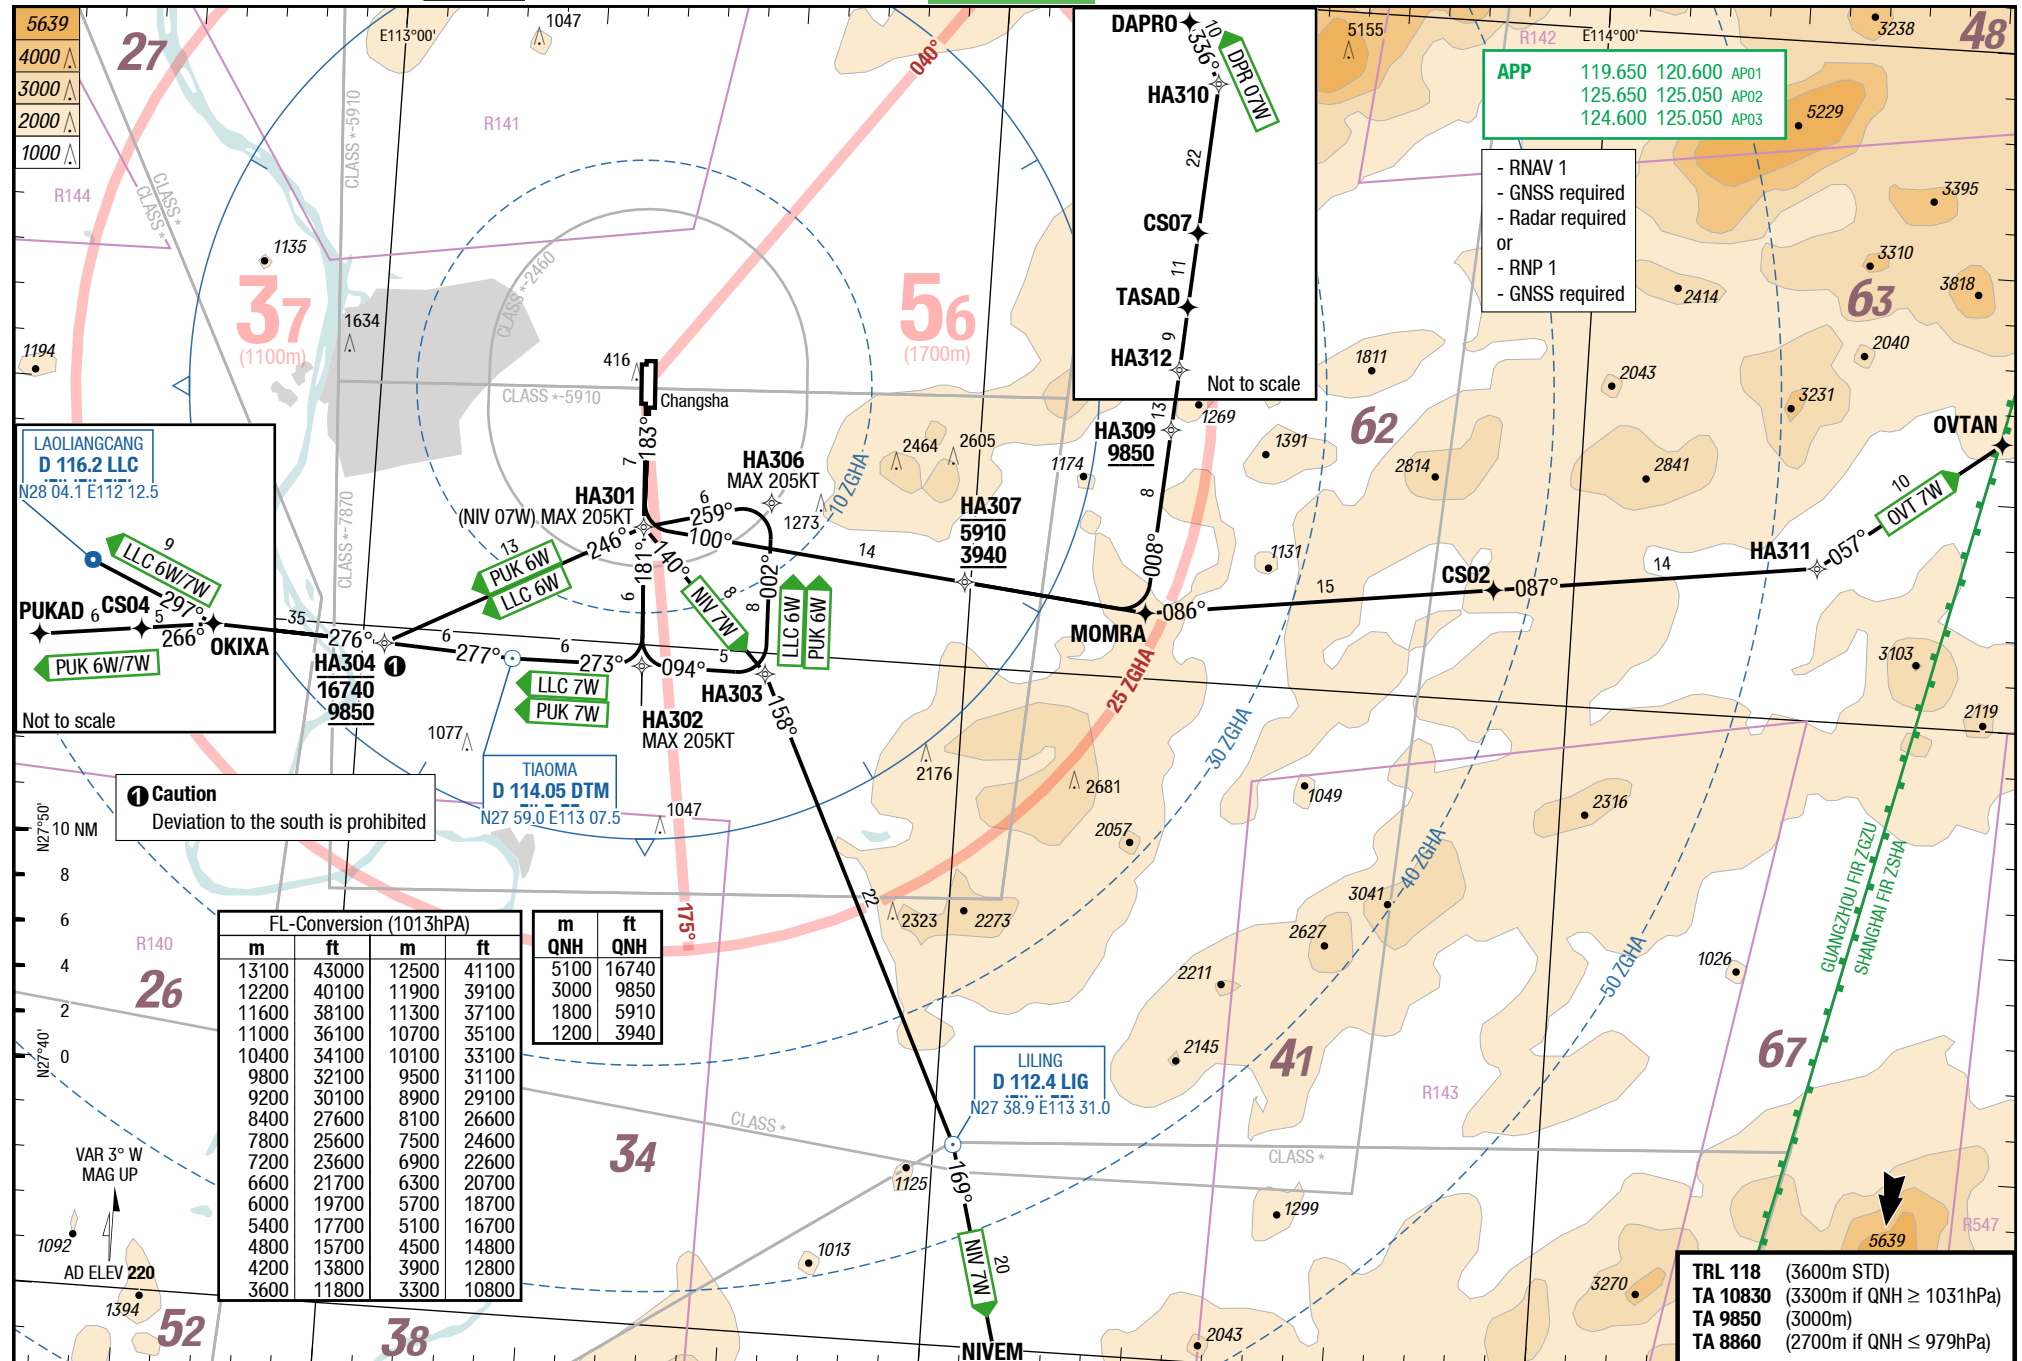 5639
4000
3000
2000
1000
27
1047
E113°00'
040°
CLASS *-5910
R141
R144
CLASS *
CLASS *
1135
37
(1100m)
CLASS *-2460
56
(1700m)
1634
1194
416
Changsha
CLASS *-5910
183°
7
DAPRO
10
336°
DPR 07W
HA310
22
CS07
11
TASAD
9
HA312
Not to scale
13
1269
HA309
9850
8
008°
5155
R142
E114°00'
3238
48
APP 119.650 120.600 AP01
125.650 125.050 AP02
124.600 125.050 AP03
- RNAV 1
- GNSS required
- Radar required
or
- RNP 1
- GNSS required
5229
3395
3310
3818
63
2414
2040
2043
3231
1811
62
1391
2814
2841
1174
1131
OVTAN
10
OVT 7W
057°
HA311
14
087°
CS02
15
086°
MOMRA
LAOLIANGCANG
D 116.2 LLC
N28 04.1 E112 12.5
9
LLC 6W/7W
297°
PUKAD
6
CS04
5
266°
OKIXA
PUK 6W/7W
Not to scale
35
276°
HA304
16740
9850
1
CLASS *-7870
13
PUK 6W
LLC 6W
246°
HA301
(NIV 07W) MAX 205KT
6
259°
100°
HA306
MAX 205KT
1273
10 ZGHA
2464
2605
14
HA307
5910
3940
181°
6
140°
8
NIV 7W
002°
8
LLC 6W
PUK 6W
6
277°
6
273°
094°
5
HA303
LLC 7W
PUK 7W
HA302
MAX 205KT
158°
1077
TIAOMA
D 114.05 DTM
N27 59.0 E113 07.5
1047
1 Caution
Deviation to the south is prohibited
25 ZGHA
30 ZGHA
40 ZGHA
50 ZGHA
2176
2681
2057
2323
2273
22
175°
1049
2316
3041
2627
2211
2145
41
R143
1026
67
3103
2119
GUANGZHOU FIR ZGZU
SHANGHAI FIR ZSHA
N27°50'
10 NM
8
6
4
2
0
N27°40'
R140
26
FL-Conversion (1013hPA)
m ft m ft
13100 43000 12500 41100
12200 40100 11900 39100
11600 38100 11300 37100
11000 36100 10700 35100
10400 34100 10100 33100
9800 32100 9500 31100
9200 30100 8900 29100
8400 27600 8100 26600
7800 25600 7500 24600
7200 23600 6900 22600
6600 21700 6300 20700
6000 19700 5700 18700
5400 17700 5100 16700
4800 15700 4500 14800
4200 13800 3900 12800
3600 11800 3300 10800
m ft
QNH QNH
5100 16740
3000 9850
1800 5910
1200 3940
LILING
D 112.4 LIG
N27 38.9 E113 31.0
CLASS *
CLASS *
34
1125
169°
NIV 7W
20
NIVEM
1013
1299
2043
3270
5639
R547
VAR 3° W
MAG UP
1092
AD ELEV 220
1394
52
38
TRL 118 (3600m STD)
TA 10830 (3300m if QNH ≥ 1031hPa)
TA 9850 (3000m)
TA 8860 (2700m if QNH ≤ 979hPa)